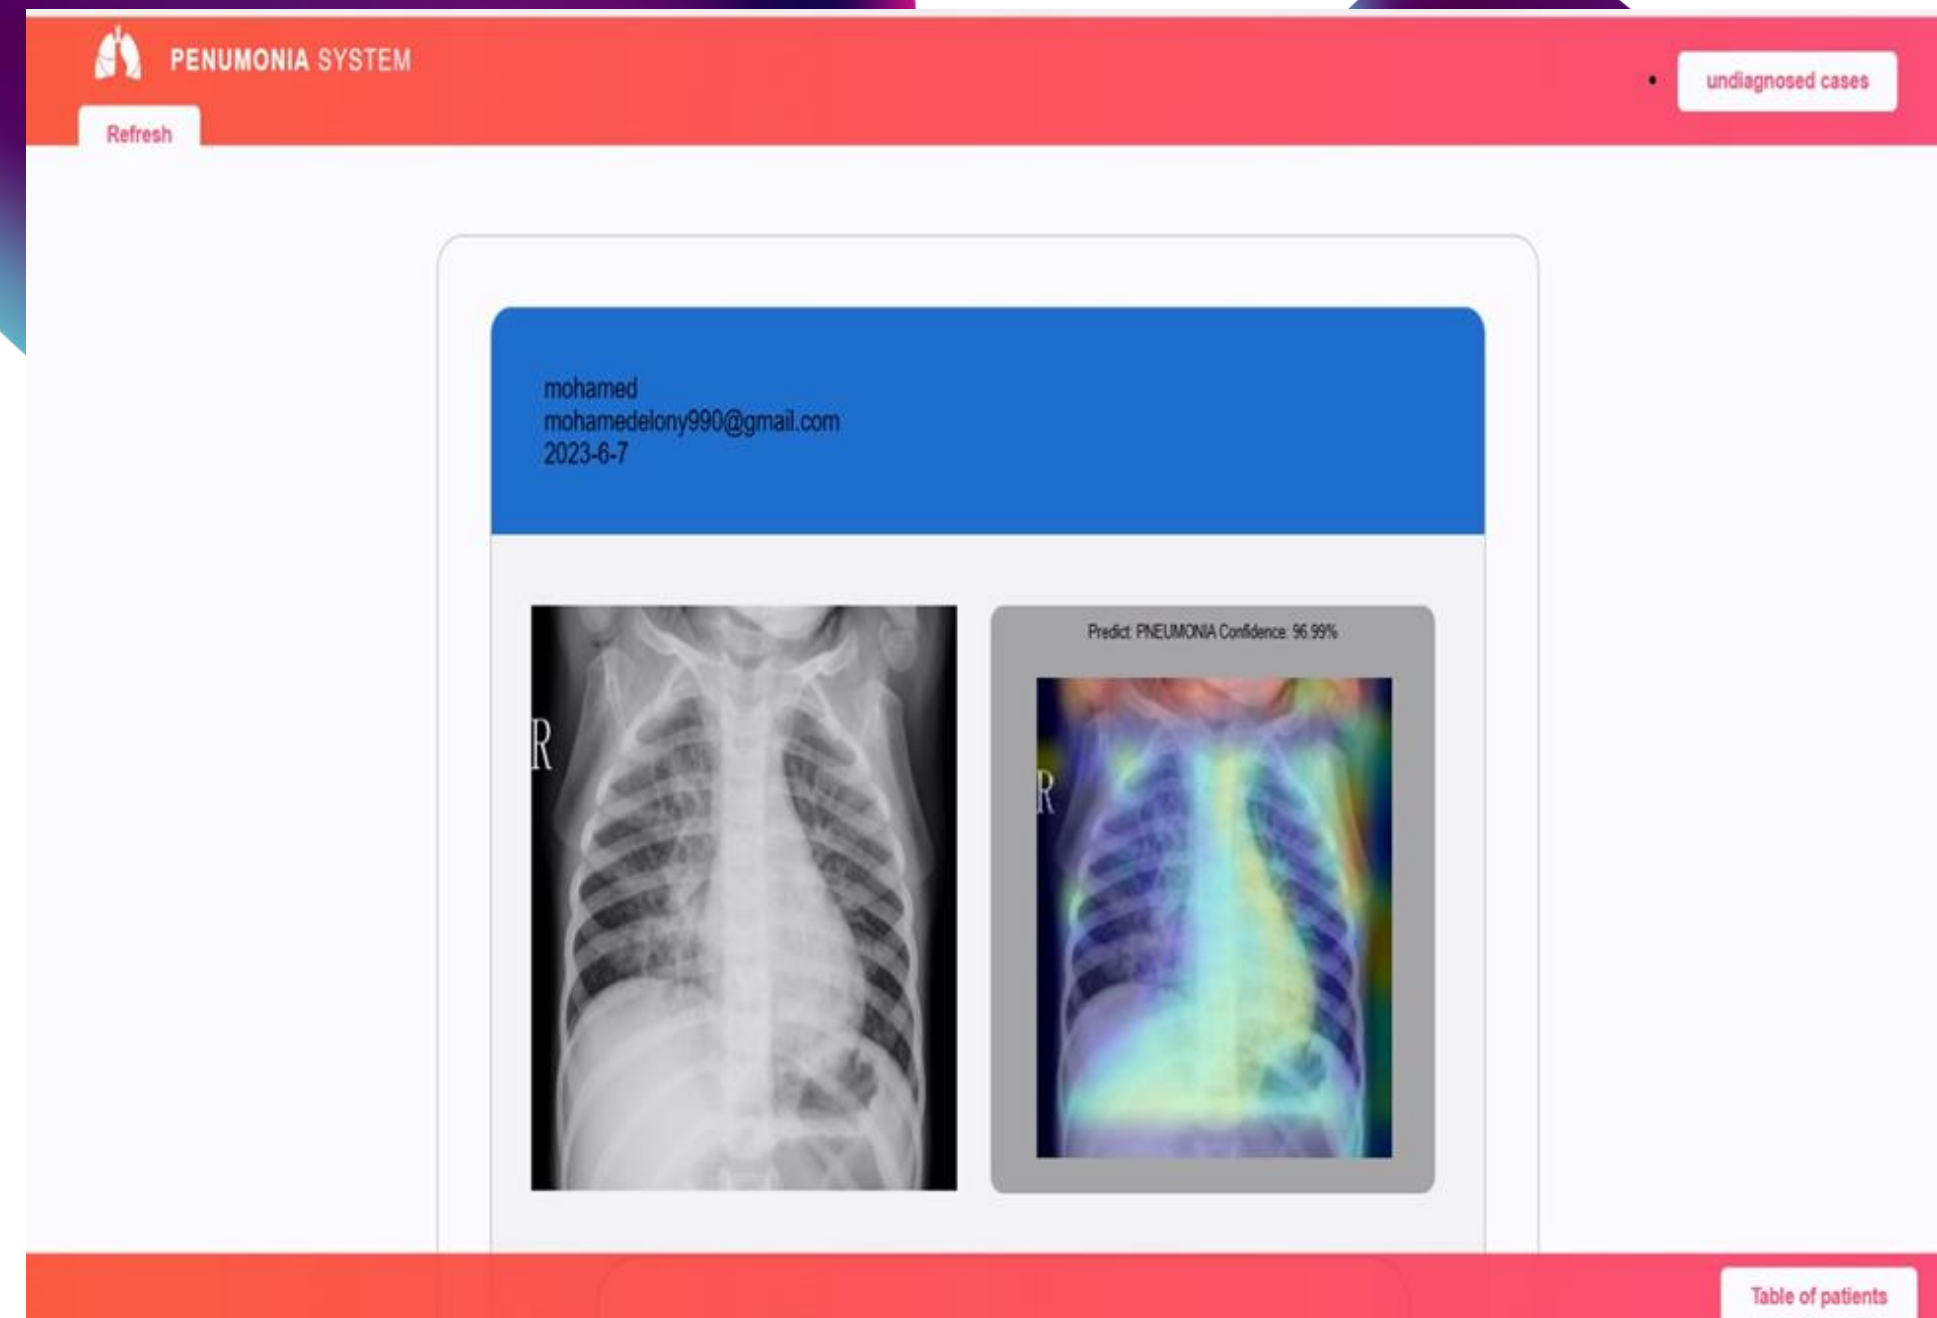 PENUMONIA SYSTEM
undiagnosed cases
Refresh
mohamed
mohamedelony990@gmail.com
2023-6-7
R
Predict: PNEUMONIA Confidence: 96.99%
R
Table of patients